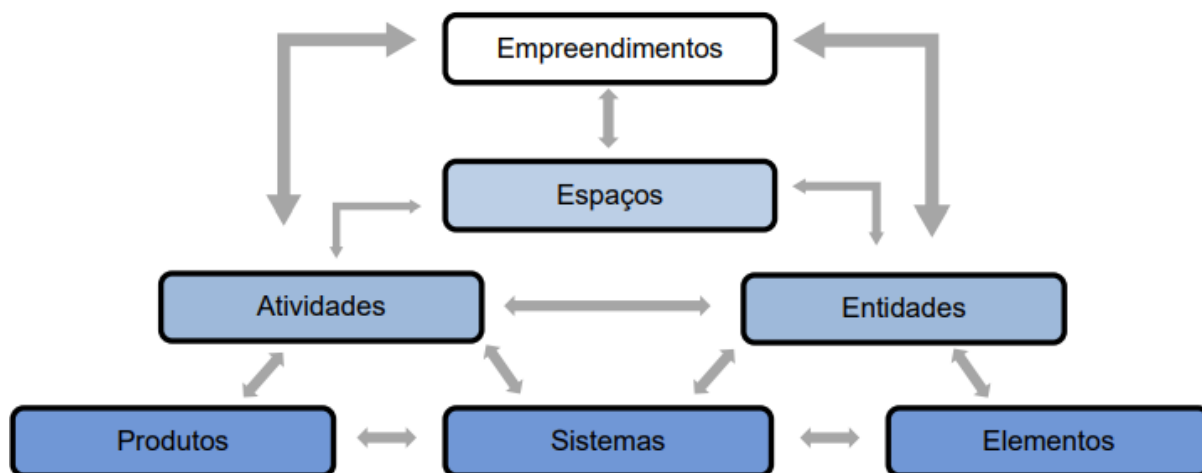 Empreendimentos
Espaços
Atividades
Entidades
Produtos
Sistemas
Elementos